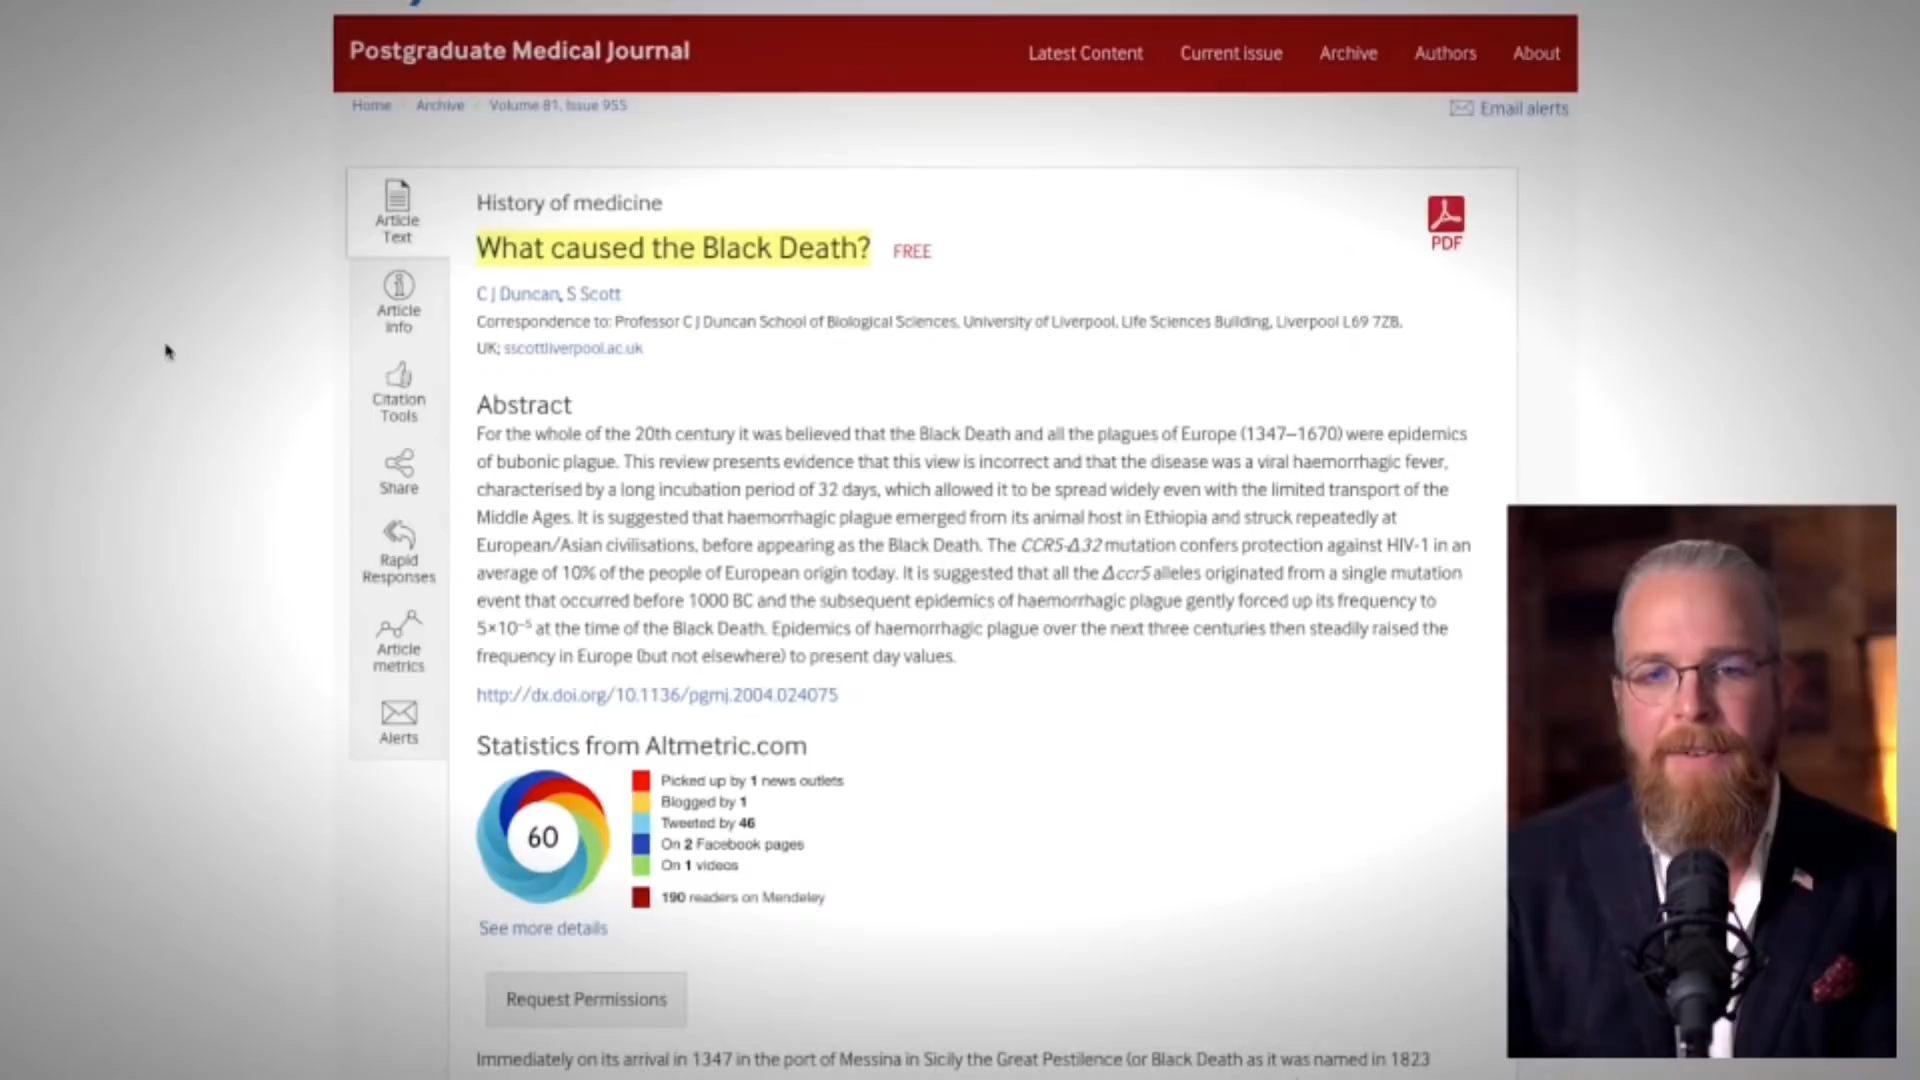 Postgraduate Medical Journal
Latest Content Current issue Archive Authors About
Home Archive Volume 81, Issue 955
Email alerts
Article Text
Article info
Citation Tools
Share
Rapid Responses
Article metrics
Alerts
History of medicine
PDF
What caused the Black Death? FREE
C J Duncan, S Scott
Correspondence to: Professor C J Duncan School of Biological Sciences, University of Liverpool, Life Sciences Building, Liverpool L69 7ZB,
UK; sscottliverpool.ac.uk
Abstract
For the whole of the 20th century it was believed that the Black Death and all the plagues of Europe (1347–1670) were epidemics
of bubonic plague. This review presents evidence that this view is incorrect and that the disease was a viral haemorrhagic fever,
characterised by a long incubation period of 32 days, which allowed it to be spread widely even with the limited transport of the
Middle Ages. It is suggested that haemorrhagic plague emerged from its animal host in Ethiopia and struck repeatedly at
European/Asian civilisations, before appearing as the Black Death. The CCR5-Δ32 mutation confers protection against HIV-1 in an
average of 10% of the people of European origin today. It is suggested that all the Δccr5 alleles originated from a single mutation
event that occurred before 1000 BC and the subsequent epidemics of haemorrhagic plague gently forced up its frequency to
5×10⁻⁵ at the time of the Black Death. Epidemics of haemorrhagic plague over the next three centuries then steadily raised the
frequency in Europe (but not elsewhere) to present day values.
http://dx.doi.org/10.1136/pgmj.2004.024075
Statistics from Altmetric.com
60
Picked up by 1 news outlets
Blogged by 1
Tweeted by 46
On 2 Facebook pages
On 1 videos
190 readers on Mendeley
See more details
Request Permissions
Immediately on its arrival in 1347 in the port of Messina in Sicily the Great Pestilence (or Black Death as it was named in 1823